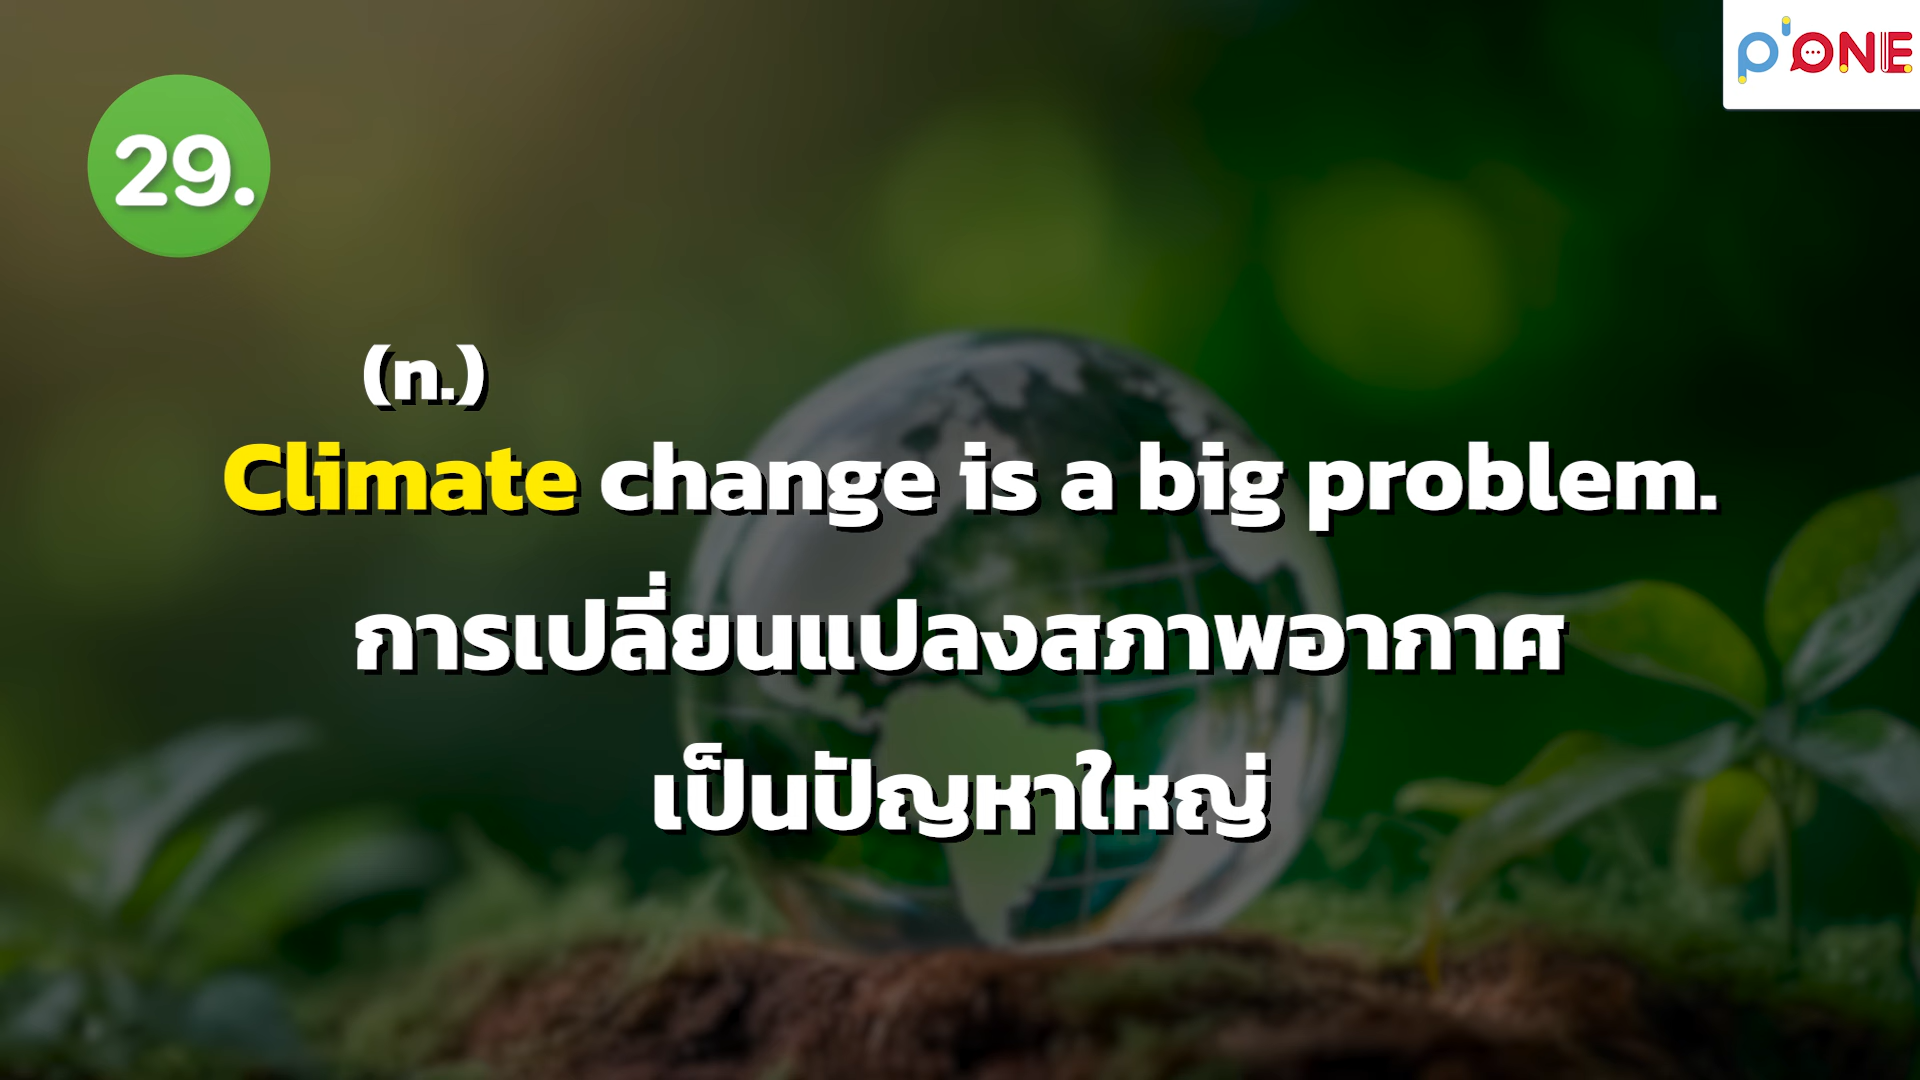 P'ONE
29.
(n.)
Climate change is a big problem.
การเปลี่ยนแปลงสภาพอากาศ
เป็นปัญหาใหญ่